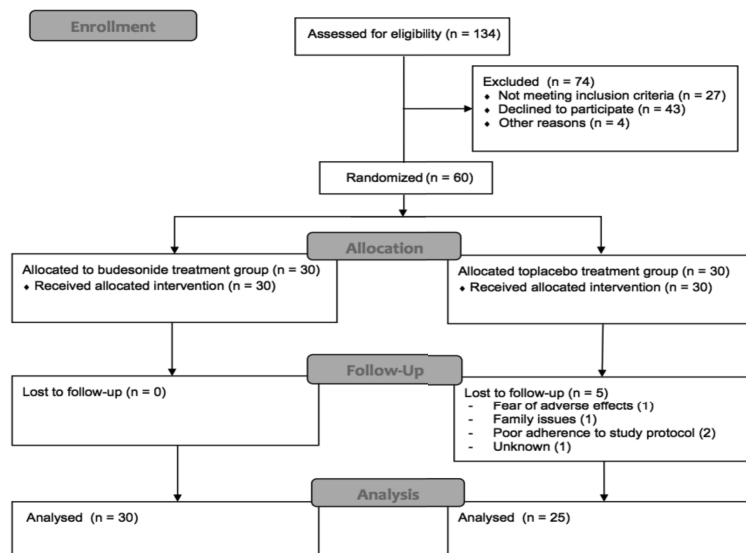 Enrollment
Assessed for eligibility (n = 134)
Excluded (n = 74)
♦ Not meeting inclusion criteria (n = 27)
♦ Declined to participate (n = 43)
♦ Other reasons (n = 4)
Randomized (n = 60)
Allocation
Allocated to budesonide treatment group (n = 30)
♦ Received allocated intervention (n = 30)
Allocated toplacebo treatment group (n = 30)
♦ Received allocated intervention (n = 30)
Follow-Up
Lost to follow-up (n = 0)
Lost to follow-up (n = 5)
- Fear of adverse effects (1)
- Family issues (1)
- Poor adherence to study protocol (2)
- Unknown (1)
Analysis
Analysed (n = 30)
Analysed (n = 25)